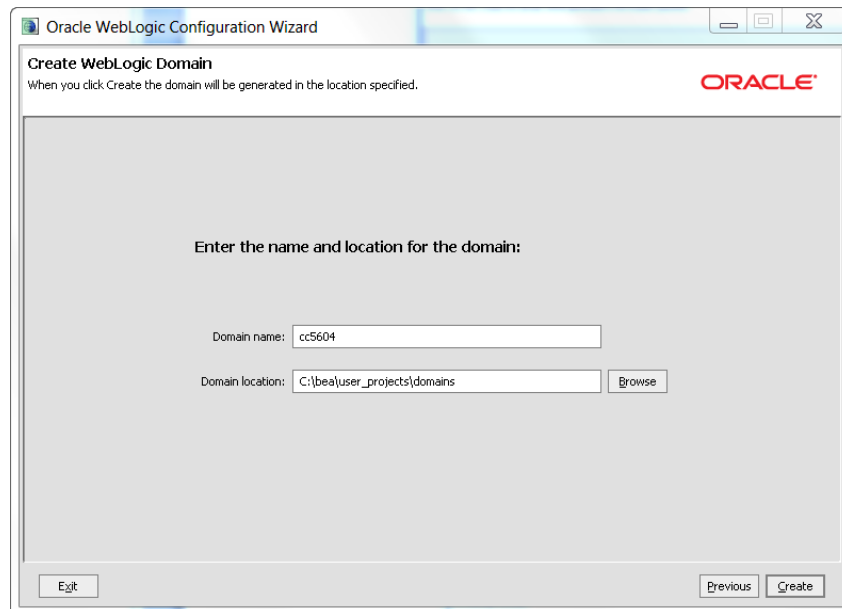 Oracle WebLogic Configuration Wizard
Create WebLogic Domain
When you click Create the domain will be generated in the location specified.
ORACLE
Enter the name and location for the domain:
Domain name: cc5604
Domain location: C:\bea\user_projects\domains Browse
Exit Previous Create